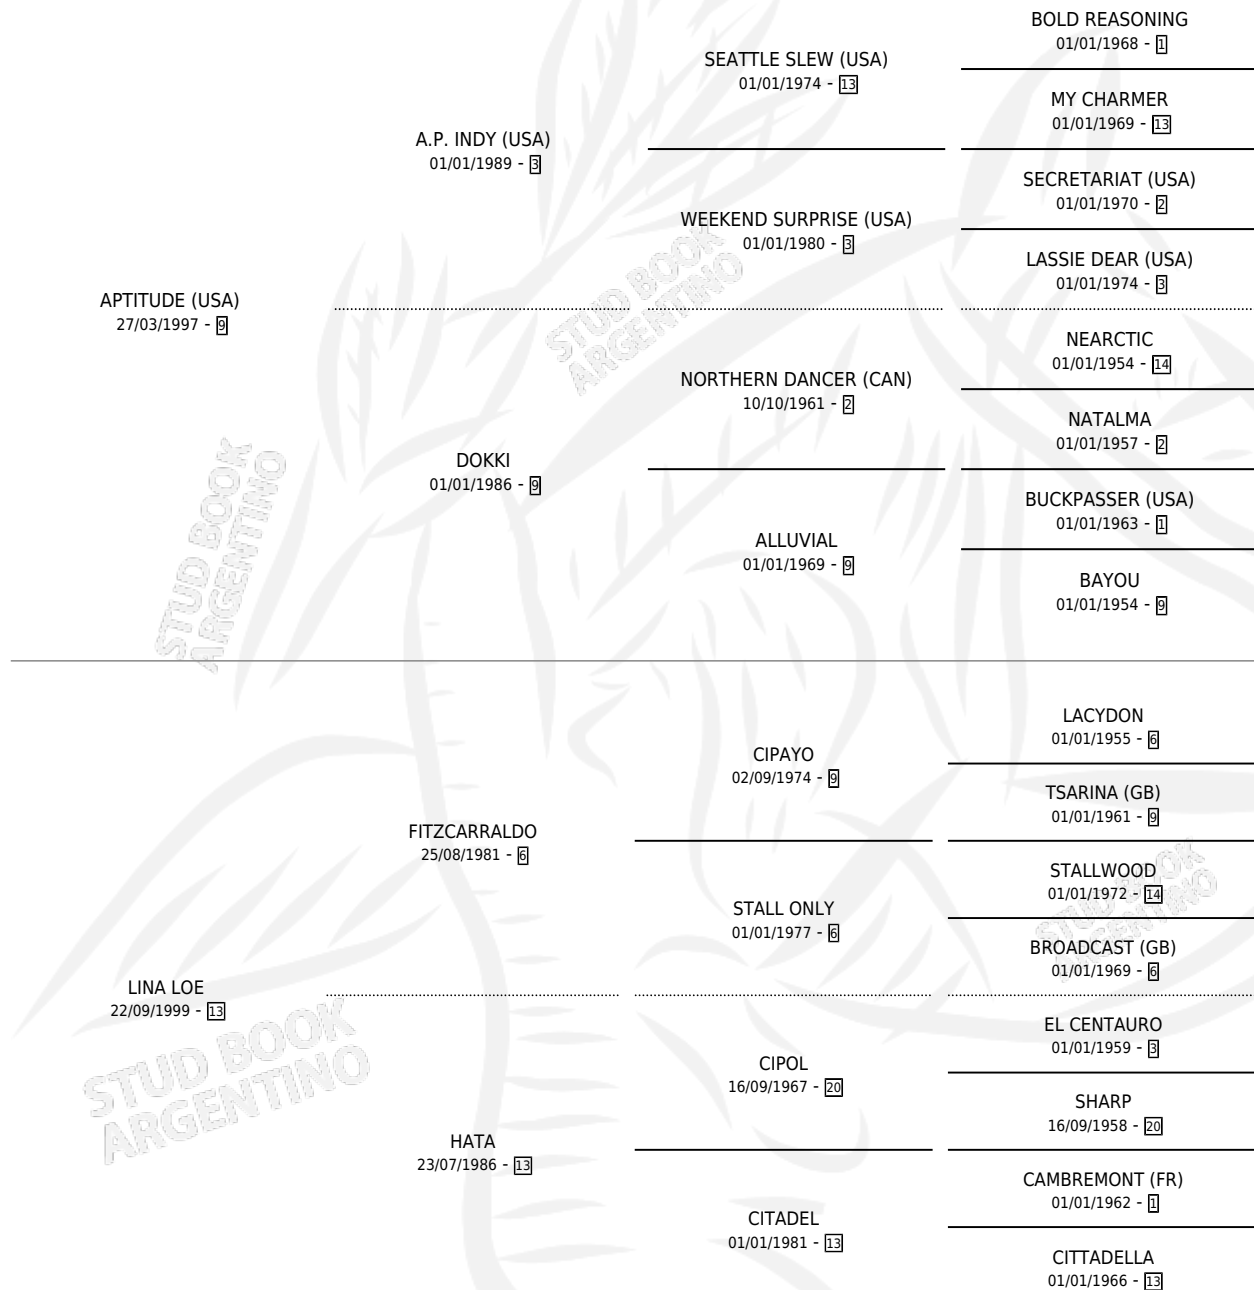 BOLD REASONING
01/01/1968 - 1
SEATTLE SLEW (USA)
01/01/1974 - 13
MY CHARMER
01/01/1969 - 13
A.P. INDY (USA)
01/01/1989 - 3
SECRETARIAT (USA)
01/01/1970 - 2
WEEKEND SURPRISE (USA)
01/01/1980 - 3
LASSIE DEAR (USA)
01/01/1974 - 3
APTITUDE (USA)
27/03/1997 - 9
NEARCTIC
01/01/1954 - 14
NORTHERN DANCER (CAN)
10/10/1961 - 2
NATALMA
01/01/1957 - 2
DOKKI
01/01/1986 - 9
BUCKPASSER (USA)
01/01/1963 - 1
ALLUVIAL
01/01/1969 - 9
BAYOU
01/01/1954 - 9
LACYDON
01/01/1955 - 6
CIPAYO
02/09/1974 - 9
TSARINA (GB)
01/01/1961 - 9
FITZCARRALDO
25/08/1981 - 6
STALLWOOD
01/01/1972 - 14
STALL ONLY
01/01/1977 - 6
BROADCAST (GB)
01/01/1969 - 6
LINA LOE
22/09/1999 - 13
EL CENTAURO
01/01/1959 - 3
CIPOL
16/09/1967 - 20
SHARP
16/09/1958 - 20
HATA
23/07/1986 - 13
CAMBREMONT (FR)
01/01/1962 - 1
CITADEL
01/01/1981 - 13
CITTADELLA
01/01/1966 - 13
STUD BOOK
ARGENTINO
STUD BOOK
ARGENTINO
STUD BOOK
ARGENTINO
STUD BOOK
ARGENTINO